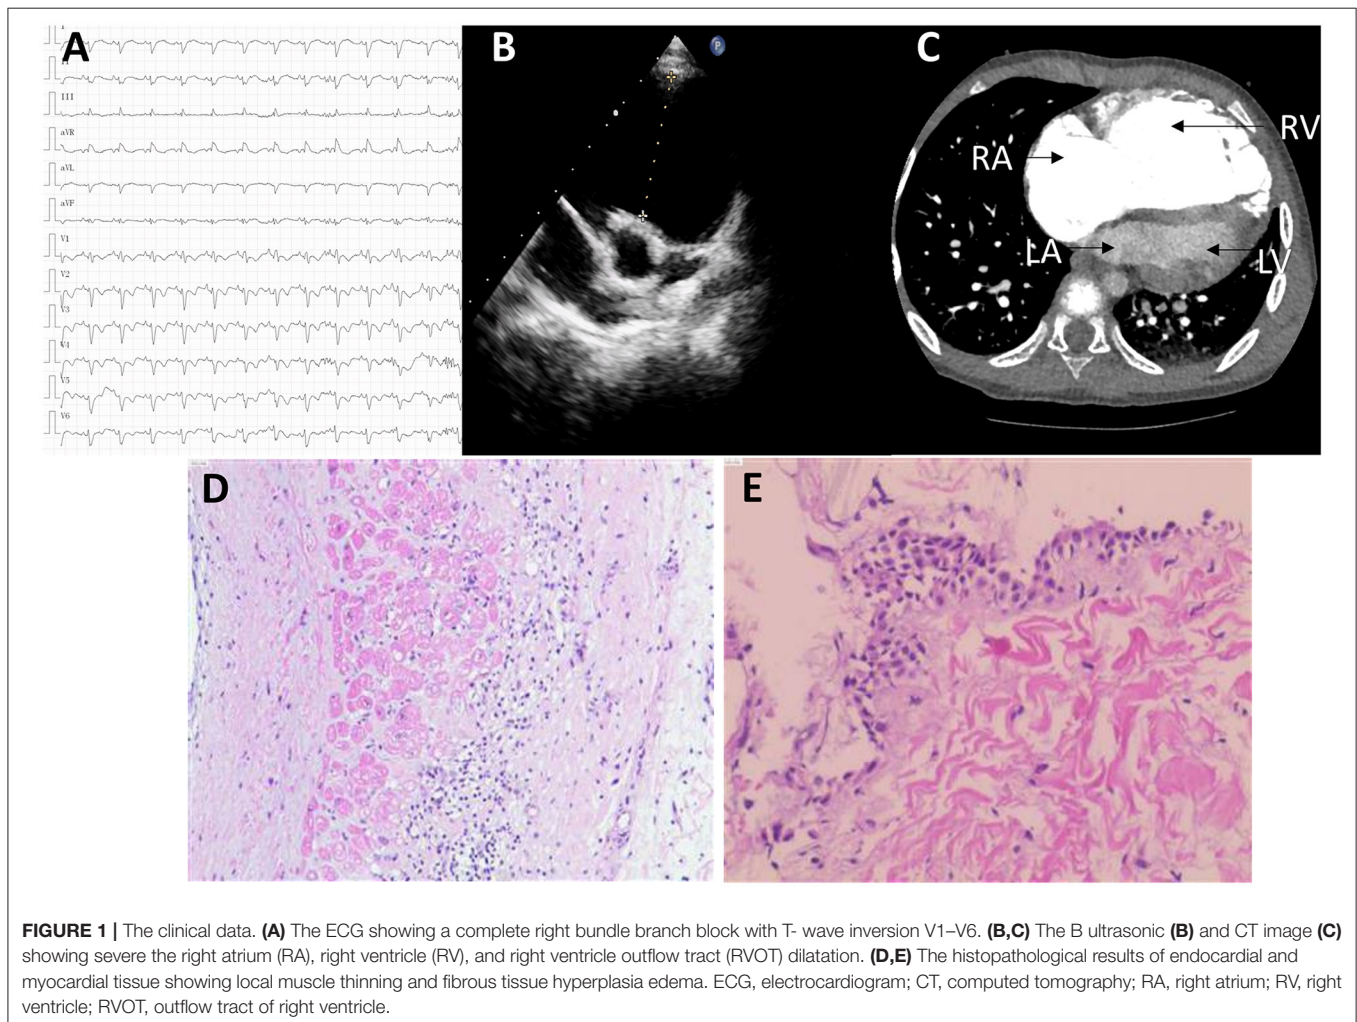 A
I
II
III
aVR
aVL
aVF
V1
V2
V3
V4
V5
V6
B
P
C
RA
RV
LA
LV
D
E
FIGURE 1 | The clinical data. (A) The ECG showing a complete right bundle branch block with T- wave inversion V1–V6. (B,C) The B ultrasonic (B) and CT image (C)
showing severe the right atrium (RA), right ventricle (RV), and right ventricle outflow tract (RVOT) dilatation. (D,E) The histopathological results of endocardial and
myocardial tissue showing local muscle thinning and fibrous tissue hyperplasia edema. ECG, electrocardiogram; CT, computed tomography; RA, right atrium; RV, right
ventricle; RVOT, outflow tract of right ventricle.